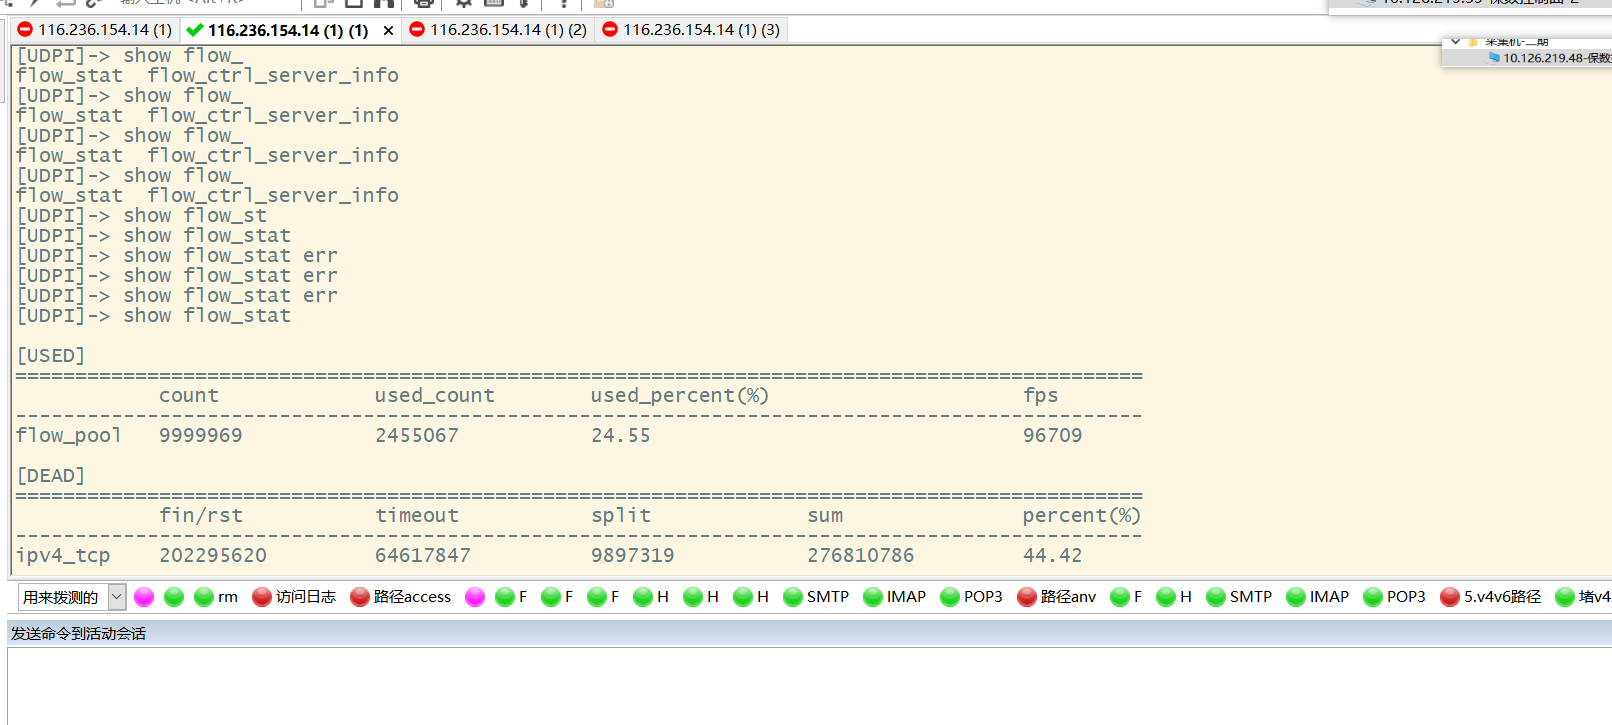 116.236.154.14 (1) 116.236.154.14 (1) (1) × 116.236.154.14 (1) (2) 116.236.154.14 (1) (3)
10.126.219.48-保数
[UDPI]-> show flow_
flow_stat  flow_ctrl_server_info
[UDPI]-> show flow_
flow_stat  flow_ctrl_server_info
[UDPI]-> show flow_
flow_stat  flow_ctrl_server_info
[UDPI]-> show flow_
flow_stat  flow_ctrl_server_info
[UDPI]-> show flow_st
[UDPI]-> show flow_stat
[UDPI]-> show flow_stat err
[UDPI]-> show flow_stat err
[UDPI]-> show flow_stat err
[UDPI]-> show flow_stat
[USED]
count used_count used_percent(%) fps
flow_pool 9999969 2455067 24.55 96709
[DEAD]
fin/rst timeout split sum percent(%)
ipv4_tcp 202295620 64617847 9897319 276810786 44.42
用来拨测的 rm 访问日志 路径access F F F H H H SMTP IMAP POP3 路径anv F H SMTP IMAP POP3 5.v4v6路径 堵v4
发送命令到活动会话